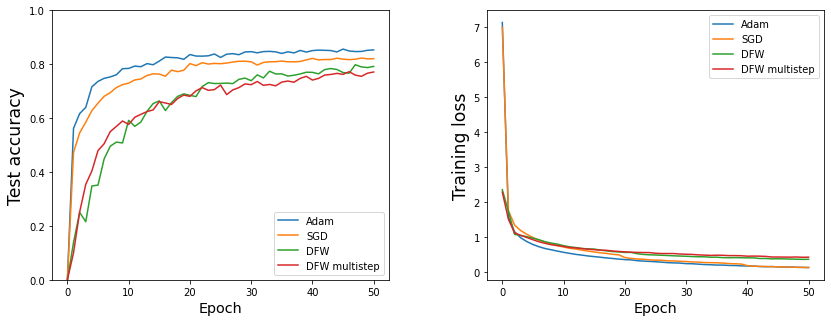 1.0
0.8
0.6
0.4
0.2
0.0
Test accuracy
0
10
20
30
40
50
Epoch
Adam
SGD
DFW
DFW multistep
7
6
5
4
3
2
1
0
Training loss
0
10
20
30
40
50
Epoch
Adam
SGD
DFW
DFW multistep